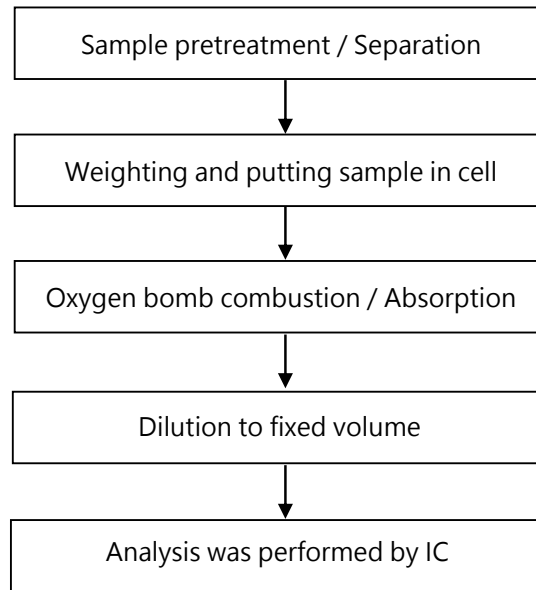 Sample pretreatment / Separation
Weighting and putting sample in cell
Oxygen bomb combustion / Absorption
Dilution to fixed volume
Analysis was performed by IC